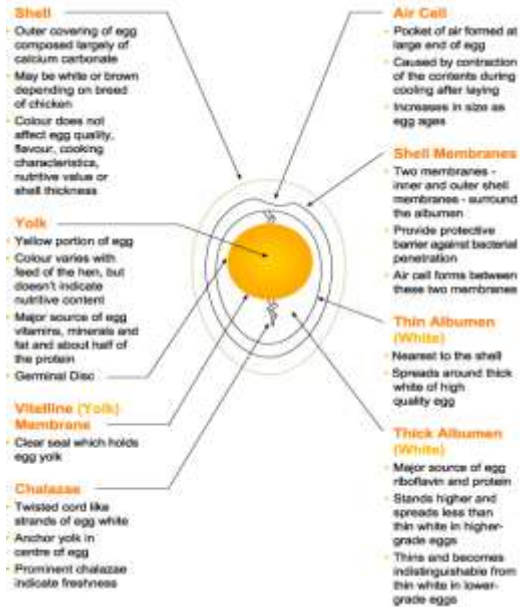 Shell
Outer covering of egg
composed largely of
calcium carbonate
May be white or brown
depending on breed
of chicken
Colour does not
affect egg quality,
flavour, cooking
characteristics,
nutritive value or
shell thickness
Yolk
Yellow portion of egg
Colour varies with
feed of the hen, but
doesn't indicate
nutritive content
Major source of egg
vitamins, minerals and
fat and about half of
the protein
Germinal Disc
Vitelline (Yolk)
Membrane
Clear seal which holds
egg yolk
Chalazae
Twisted cord like
strands of egg white
Anchor yolk in
centre of egg
Prominent chalazae
indicate freshness
Air Cell
Pocket of air formed at
large end of egg
Caused by contraction
of the contents during
cooling after laying
Increases in size as
egg ages
Shell Membranes
Two membranes -
inner and outer shell
membranes - surround
the albumen
Provide protective
barrier against bacterial
penetration
Air cell forms between
these two membranes
Thin Albumen
(White)
Nearest to the shell
Spreads around thick
white of high
quality egg
Thick Albumen
(White)
Major source of egg
riboflavin and protein
Stands higher and
spreads less than
thin white in higher-
grade eggs
Thins and becomes
indistinguishable from
thin white in lower-
grade eggs